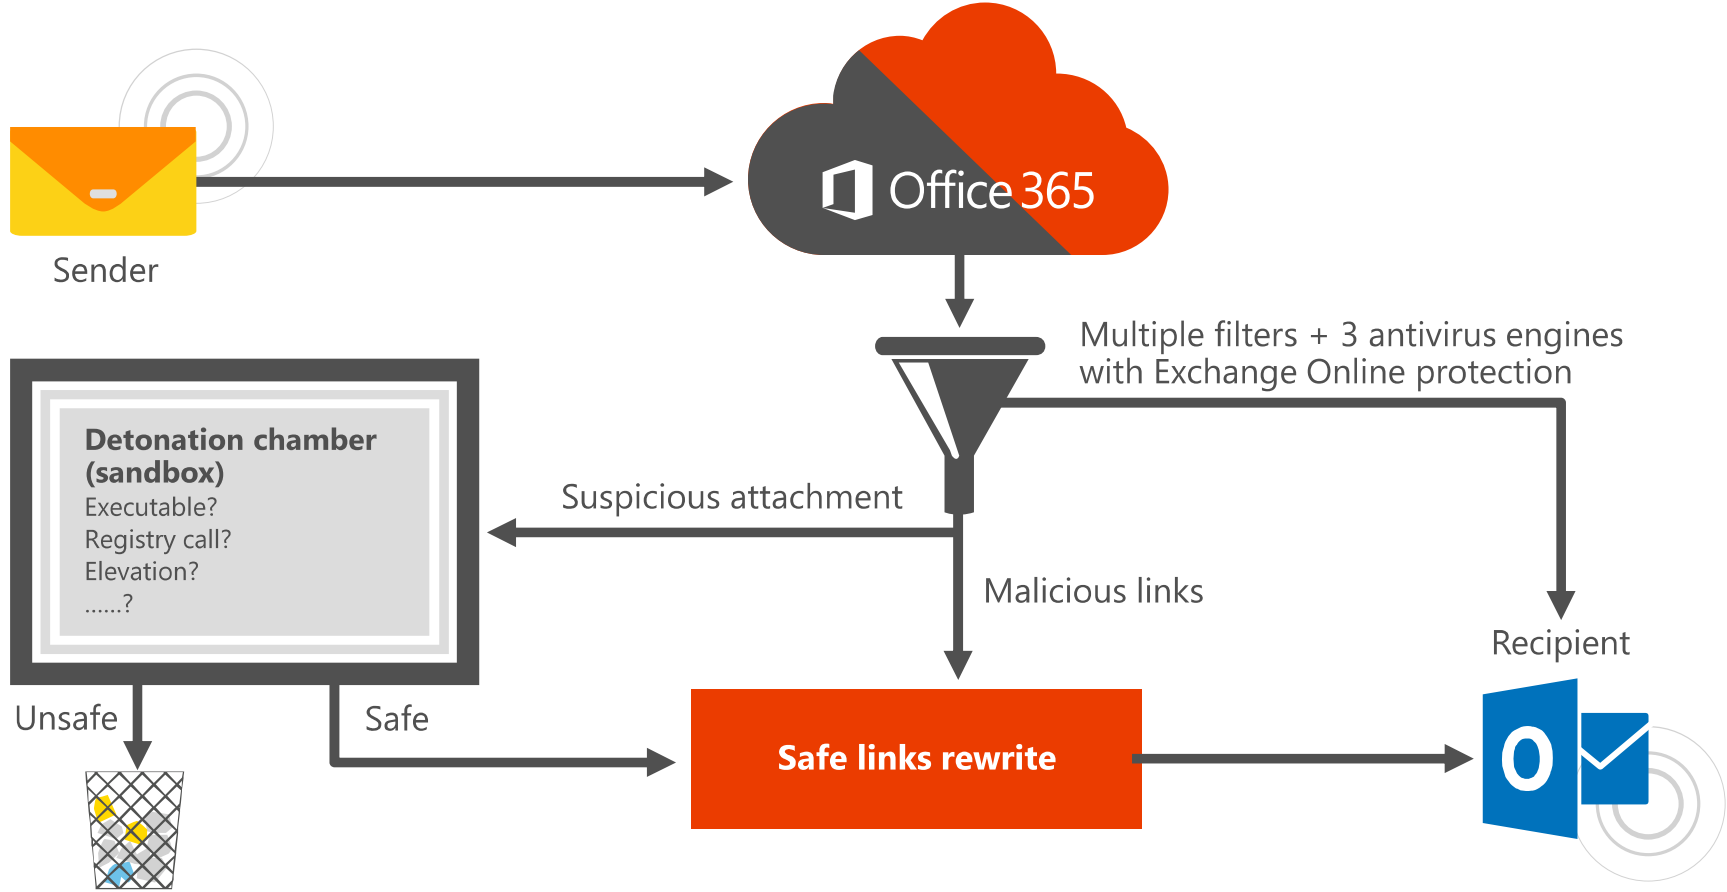 Office 365
Sender
Multiple filters + 3 antivirus engines
with Exchange Online protection
Detonation chamber
(sandbox)
Executable?
Registry call?
Elevation?
......?
Suspicious attachment
Malicious links
Recipient
Unsafe
Safe
Safe links rewrite
O